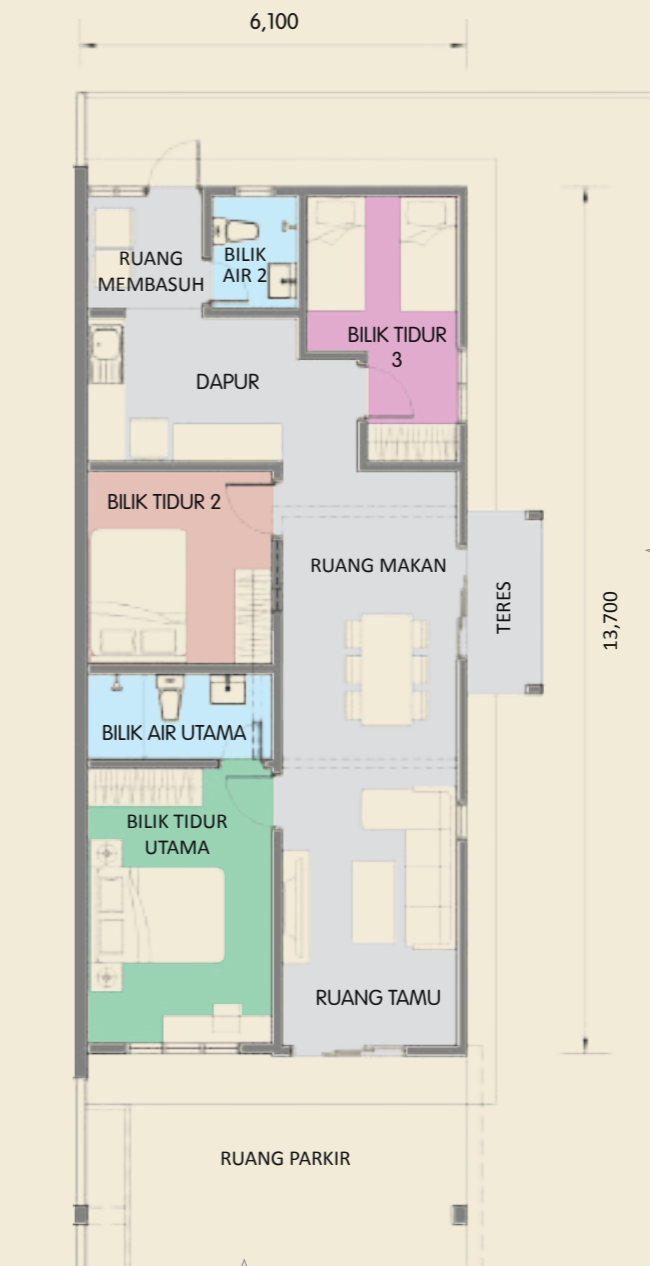 6,100
RUANG
MEMBASUH
BILIK
AIR 2
BILIK TIDUR
3
DAPUR
BILIK TIDUR 2
RUANG MAKAN
TERES
13,700
BILIK AIR UTAMA
BILIK TIDUR
UTAMA
RUANG TAMU
RUANG PARKIR